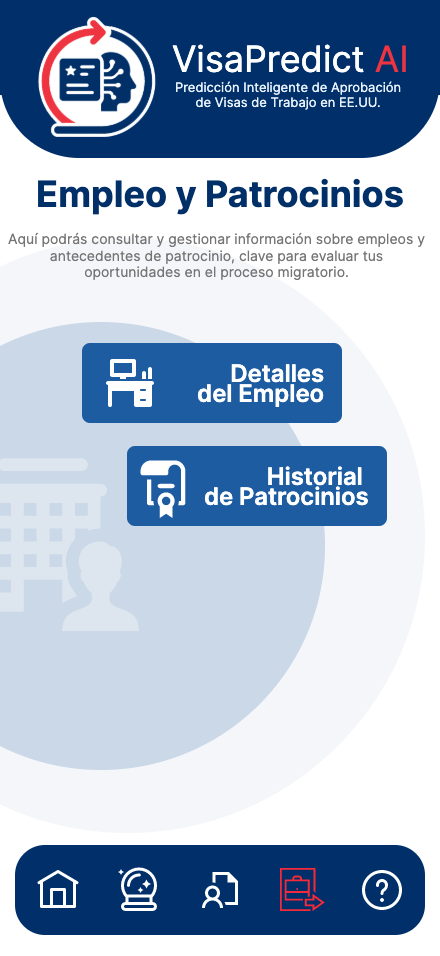 VisaPredict AI
Predicción Inteligente de Aprobación
de Visas de Trabajo en EE.UU.
Empleo y Patrocinios
Aquí podrás consultar y gestionar información sobre empleos y
antecedentes de patrocinio, clave para evaluar tus
oportunidades en el proceso migratorio.
Detalles
del Empleo
Historial
de Patrocinios